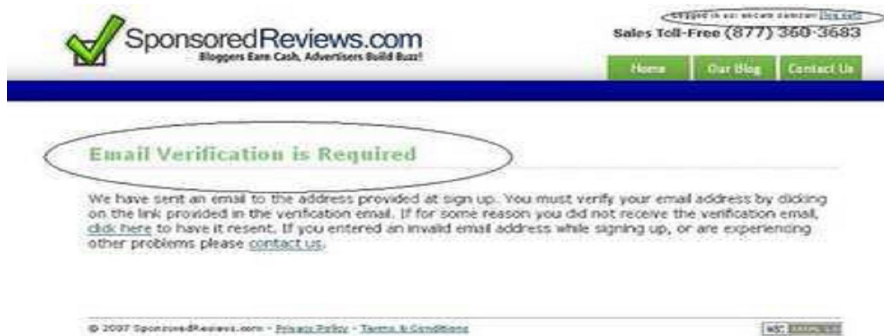 SponsoredReviews.com
Bloggers Earn Cash, Advertisers Build Buzz!
Logged in as:
Sales Toll-Free (877) 360-3683
Home Our Blog Contact Us
Email Verification is Required
We have sent an email to the address provided at sign up. You must verify your email address by clicking
on the link provided in the verification email. If for some reason you did not receive the verification email,
click here to have it resent. If you entered an invalid email address while signing up, or are experiencing
other problems please contact us.
© 2007 SponsoredReviews.com - Privacy Policy - Terms & Conditions